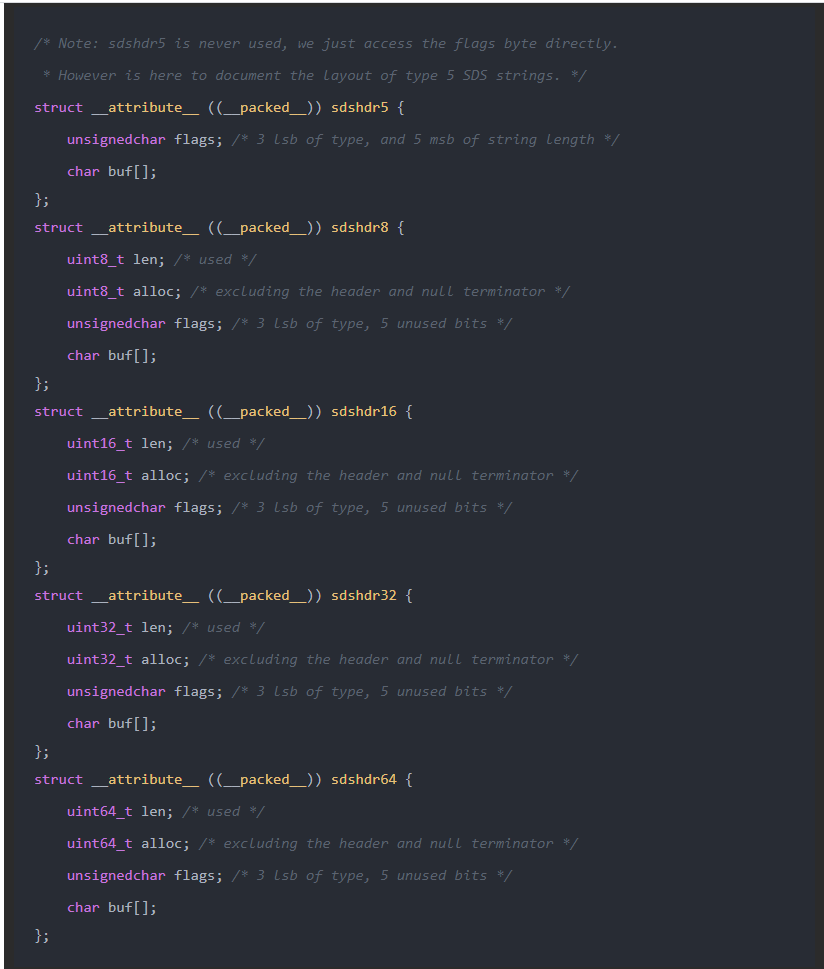 /* Note: sdshdr5 is never used, we just access the flags byte directly.
 * However is here to document the layout of type 5 SDS strings. */
struct __attribute__ ((__packed__)) sdshdr5 {
    unsignedchar flags; /* 3 lsb of type, and 5 msb of string length */
    char buf[];
};
struct __attribute__ ((__packed__)) sdshdr8 {
    uint8_t len; /* used */
    uint8_t alloc; /* excluding the header and null terminator */
    unsignedchar flags; /* 3 lsb of type, 5 unused bits */
    char buf[];
};
struct __attribute__ ((__packed__)) sdshdr16 {
    uint16_t len; /* used */
    uint16_t alloc; /* excluding the header and null terminator */
    unsignedchar flags; /* 3 lsb of type, 5 unused bits */
    char buf[];
};
struct __attribute__ ((__packed__)) sdshdr32 {
    uint32_t len; /* used */
    uint32_t alloc; /* excluding the header and null terminator */
    unsignedchar flags; /* 3 lsb of type, 5 unused bits */
    char buf[];
};
struct __attribute__ ((__packed__)) sdshdr64 {
    uint64_t len; /* used */
    uint64_t alloc; /* excluding the header and null terminator */
    unsignedchar flags; /* 3 lsb of type, 5 unused bits */
    char buf[];
};